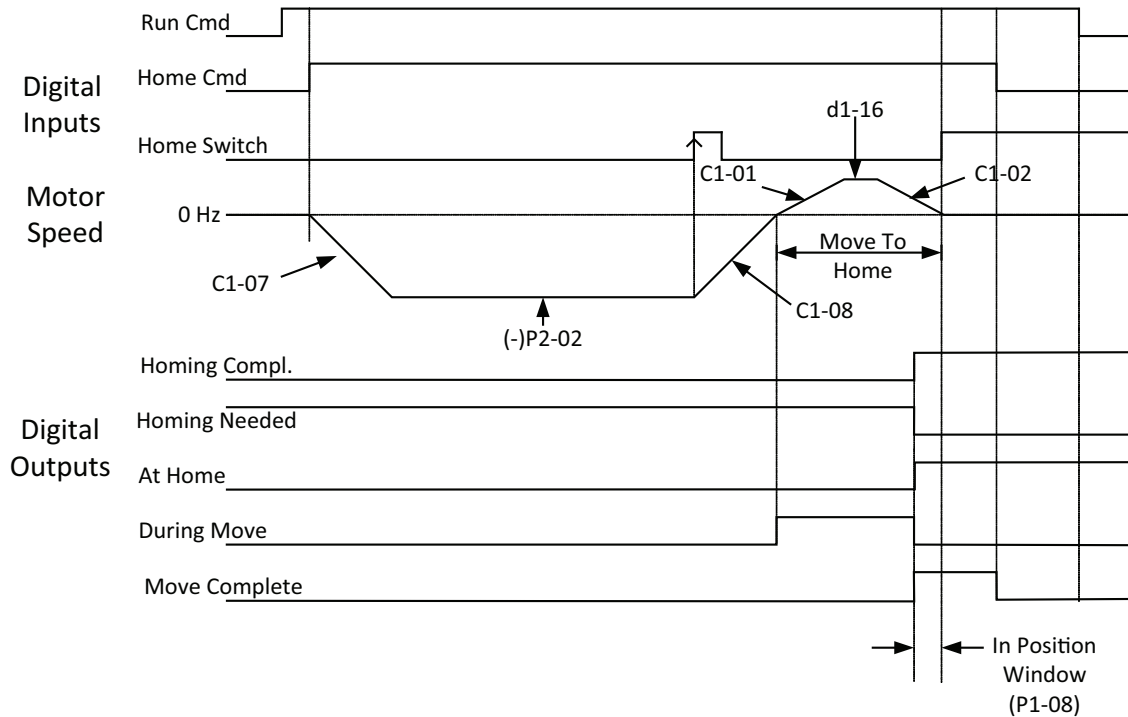 Run Cmd
Digital
Inputs
Home Cmd
Home Switch
d1-16
C1-01
C1-02
Motor
Speed
0 Hz
Move To
Home
C1-07
C1-08
(-)P2-02
Homing Compl.
Homing Needed
Digital
Outputs
At Home
During Move
Move Complete
In Position
Window
(P1-08)